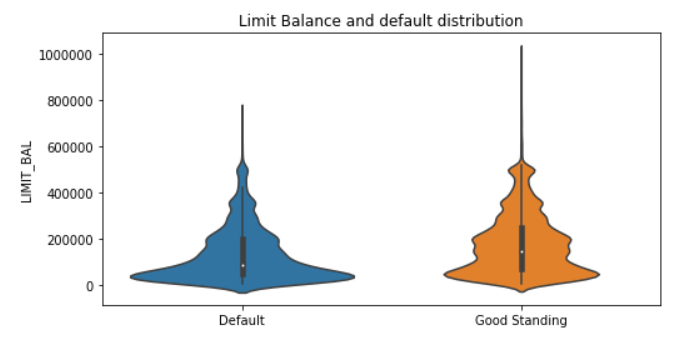 Limit Balance and default distribution
1000000
800000
600000
400000
200000
0
LIMIT_BAL
Default
Good Standing